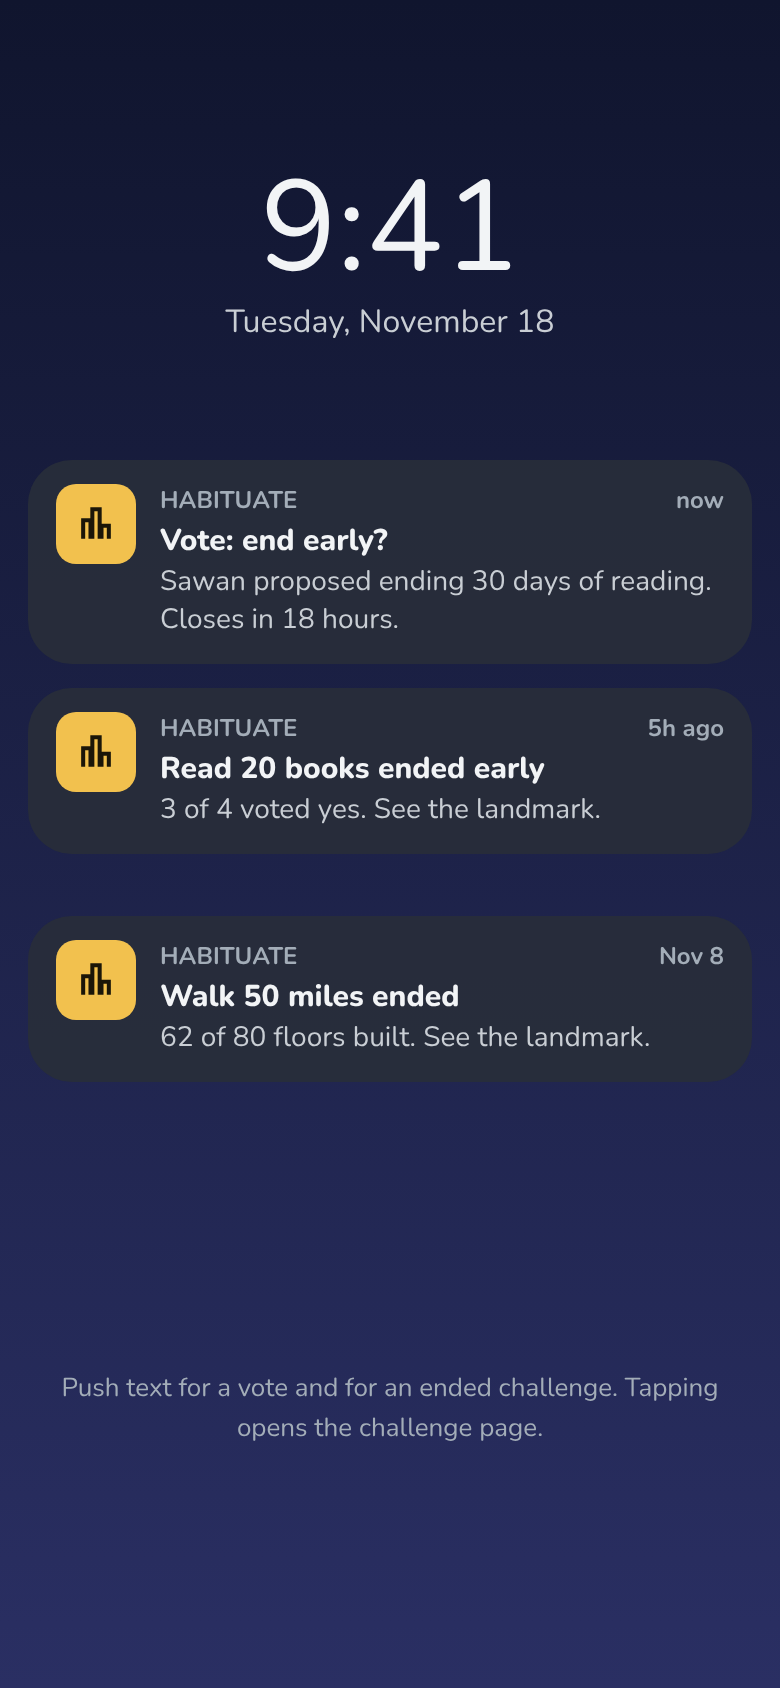 9:41
Tuesday, November 18
HABITUATE now
Vote: end early?
Sawan proposed ending 30 days of reading.
Closes in 18 hours.
HABITUATE 5h ago
Read 20 books ended early
3 of 4 voted yes. See the landmark.
HABITUATE Nov 8
Walk 50 miles ended
62 of 80 floors built. See the landmark.
Push text for a vote and for an ended challenge. Tapping
opens the challenge page.